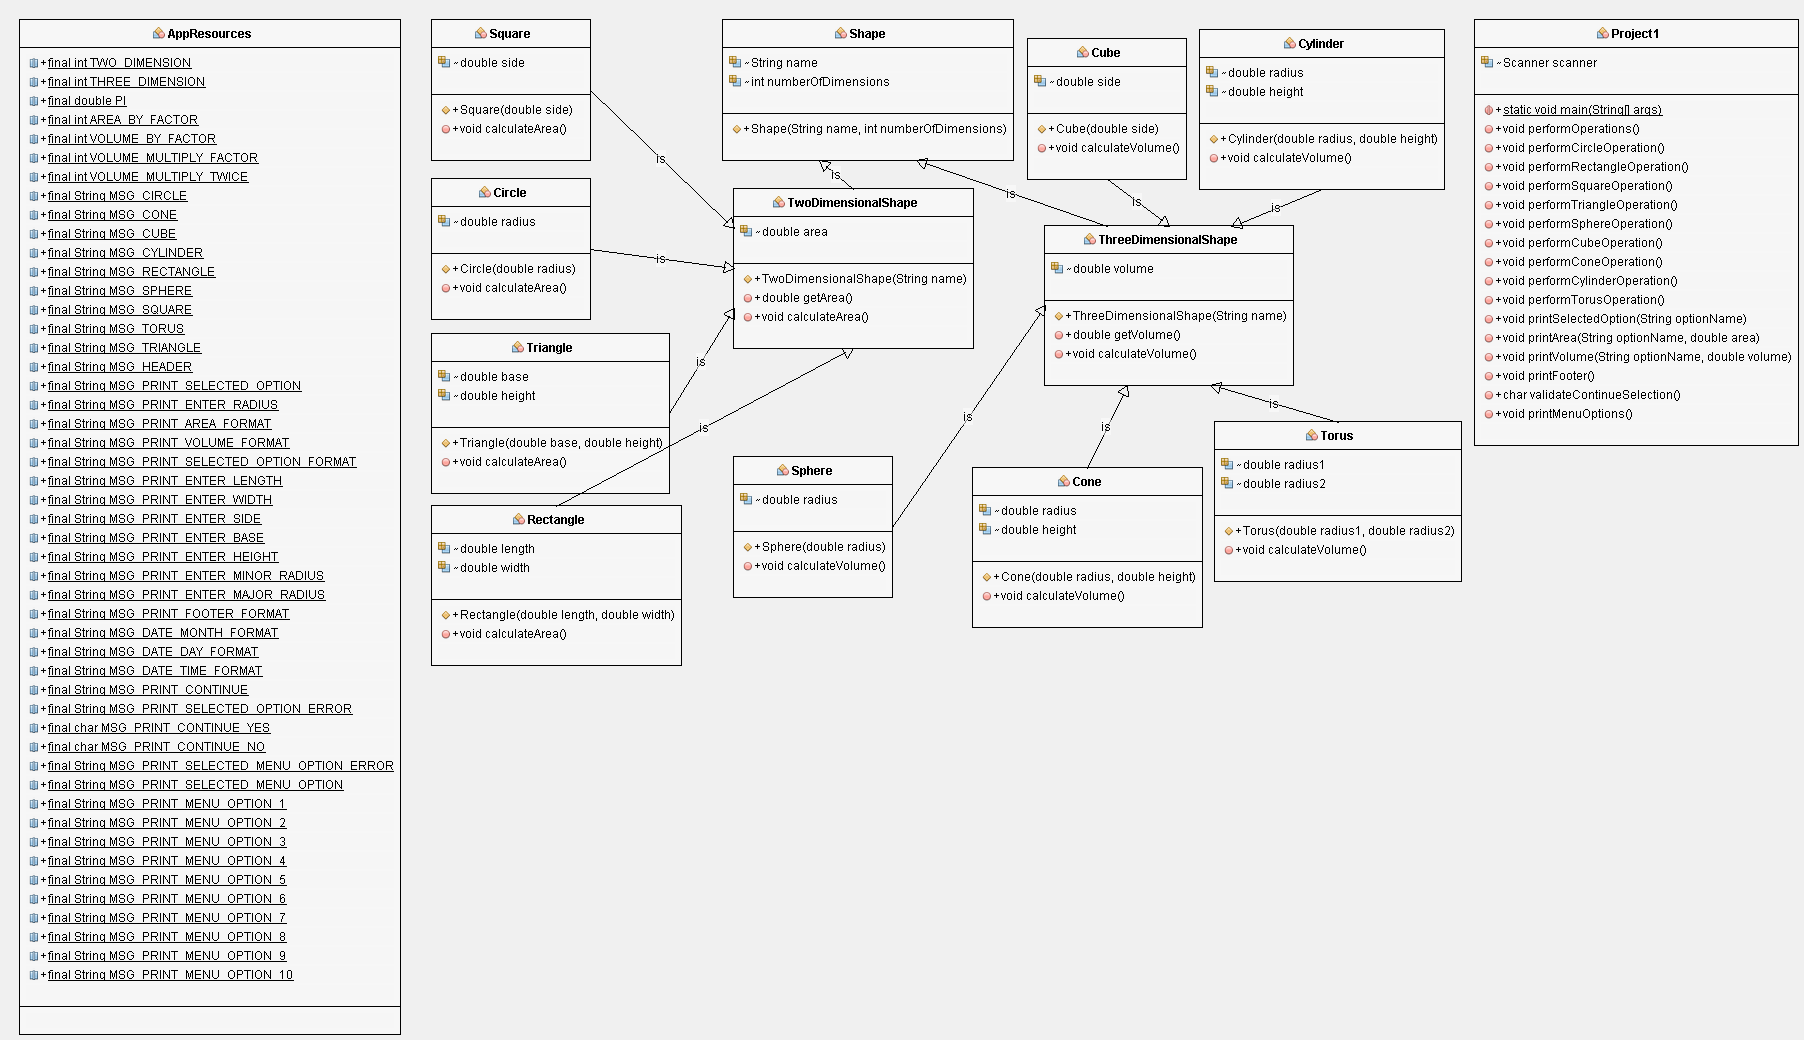 AppResources
+final int TWO_DIMENSION
+final int THREE_DIMENSION
+final double PI
+final int AREA_BY_FACTOR
+final int VOLUME_BY_FACTOR
+final int VOLUME_MULTIPLY_FACTOR
+final int VOLUME_MULTIPLY_TWICE
+final String MSG_CIRCLE
+final String MSG_CONE
+final String MSG_CUBE
+final String MSG_CYLINDER
+final String MSG_RECTANGLE
+final String MSG_SPHERE
+final String MSG_SQUARE
+final String MSG_TORUS
+final String MSG_TRIANGLE
+final String MSG_HEADER
+final String MSG_PRINT_SELECTED_OPTION
+final String MSG_PRINT_ENTER_RADIUS
+final String MSG_PRINT_AREA_FORMAT
+final String MSG_PRINT_VOLUME_FORMAT
+final String MSG_PRINT_SELECTED_OPTION_FORMAT
+final String MSG_PRINT_ENTER_LENGTH
+final String MSG_PRINT_ENTER_WIDTH
+final String MSG_PRINT_ENTER_SIDE
+final String MSG_PRINT_ENTER_BASE
+final String MSG_PRINT_ENTER_HEIGHT
+final String MSG_PRINT_ENTER_MINOR_RADIUS
+final String MSG_PRINT_ENTER_MAJOR_RADIUS
+final String MSG_PRINT_FOOTER_FORMAT
+final String MSG_DATE_MONTH_FORMAT
+final String MSG_DATE_DAY_FORMAT
+final String MSG_DATE_TIME_FORMAT
+final String MSG_PRINT_CONTINUE
+final String MSG_PRINT_SELECTED_OPTION_ERROR
+final char MSG_PRINT_CONTINUE_YES
+final char MSG_PRINT_CONTINUE_NO
+final String MSG_PRINT_SELECTED_MENU_OPTION_ERROR
+final String MSG_PRINT_SELECTED_MENU_OPTION
+final String MSG_PRINT_MENU_OPTION_1
+final String MSG_PRINT_MENU_OPTION_2
+final String MSG_PRINT_MENU_OPTION_3
+final String MSG_PRINT_MENU_OPTION_4
+final String MSG_PRINT_MENU_OPTION_5
+final String MSG_PRINT_MENU_OPTION_6
+final String MSG_PRINT_MENU_OPTION_7
+final String MSG_PRINT_MENU_OPTION_8
+final String MSG_PRINT_MENU_OPTION_9
+final String MSG_PRINT_MENU_OPTION_10
Square
~double side
+Square(double side)
+void calculateArea()
is
Circle
~double radius
+Circle(double radius)
+void calculateArea()
is
Triangle
~double base
~double height
+Triangle(double base, double height)
+void calculateArea()
is
Rectangle
~double length
~double width
+Rectangle(double length, double width)
+void calculateArea()
is
Shape
~String name
~int numberOfDimensions
+Shape(String name, int numberOfDimensions)
is
is
TwoDimensionalShape
~double area
+TwoDimensionalShape(String name)
+double getArea()
+void calculateArea()
Sphere
~double radius
+Sphere(double radius)
+void calculateVolume()
is
Cube
~double side
+Cube(double side)
+void calculateVolume()
is
Cylinder
~double radius
~double height
+Cylinder(double radius, double height)
+void calculateVolume()
is
ThreeDimensionalShape
~double volume
+ThreeDimensionalShape(String name)
+double getVolume()
+void calculateVolume()
is
is
Cone
~double radius
~double height
+Cone(double radius, double height)
+void calculateVolume()
Torus
~double radius1
~double radius2
+Torus(double radius1, double radius2)
+void calculateVolume()
Project1
~Scanner scanner
+static void main(String[] args)
+void performOperations()
+void performCircleOperation()
+void performRectangleOperation()
+void performSquareOperation()
+void performTriangleOperation()
+void performSphereOperation()
+void performCubeOperation()
+void performConeOperation()
+void performCylinderOperation()
+void performTorusOperation()
+void printSelectedOption(String optionName)
+void printArea(String optionName, double area)
+void printVolume(String optionName, double volume)
+void printFooter()
+char validateContinueSelection()
+void printMenuOptions()